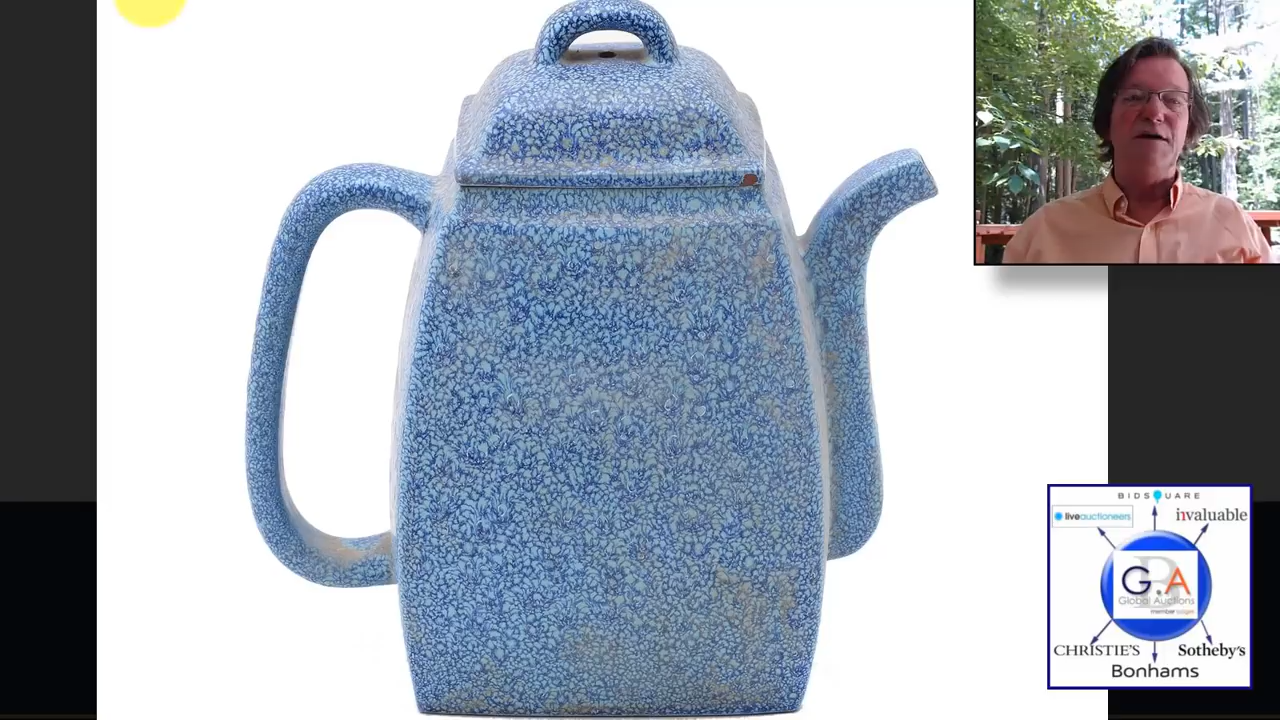 BIDSQUARE
liveauctioneers
invaluable
G.A
Global Auctions
CHRISTIE'S
Sotheby's
Bonhams